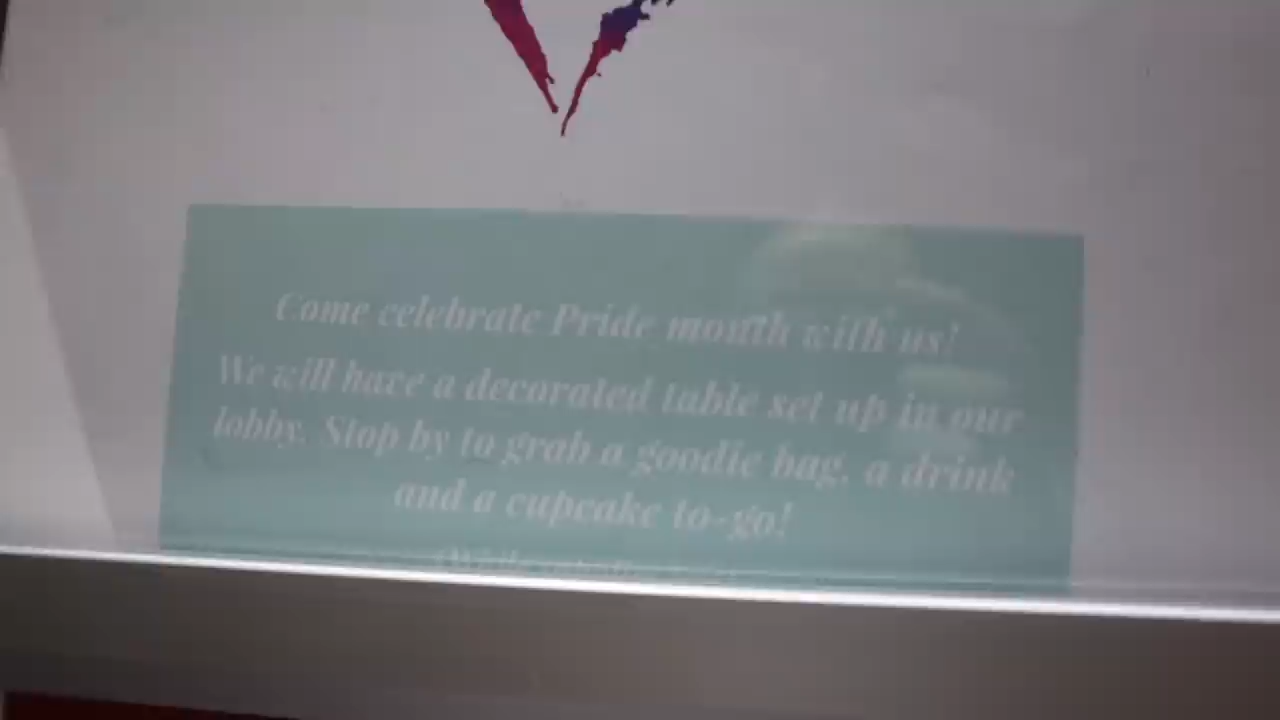 Come celebrate Pride month with us!
We will have a decorated table set up in our
lobby. Stop by to grab a goodie bag, a drink
and a cupcake to-go!